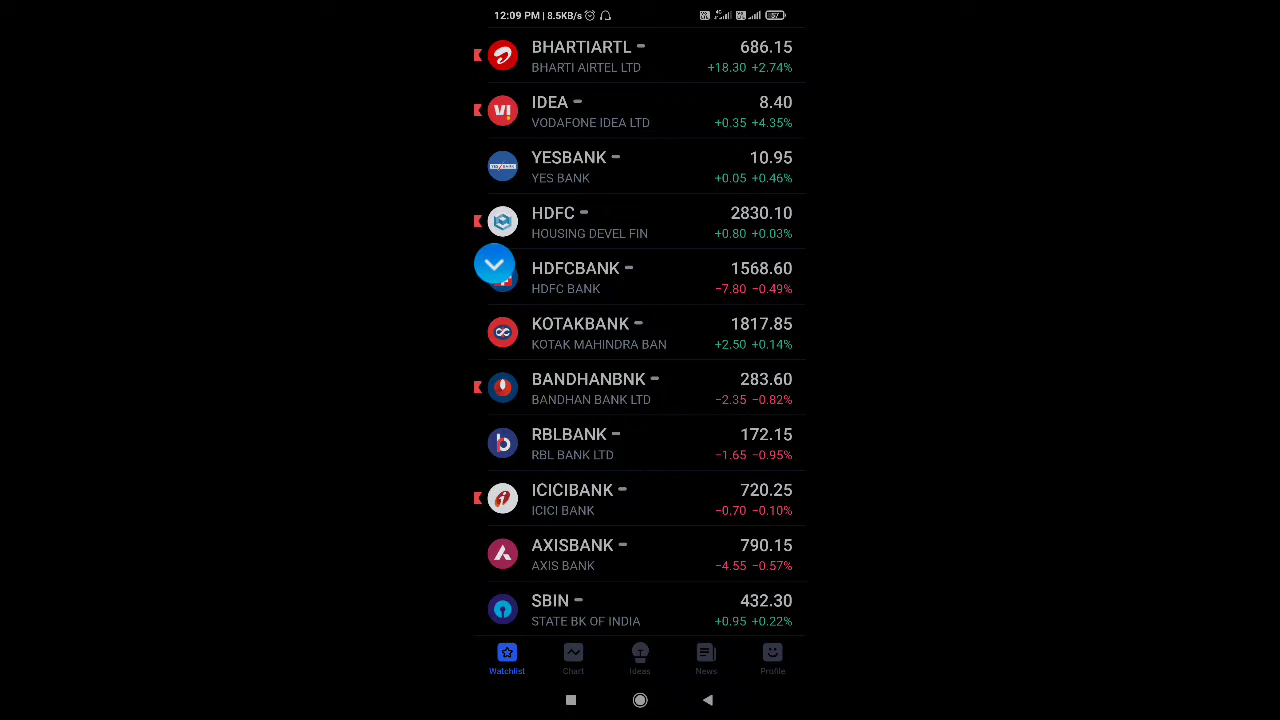 12:09 PM | 8.5KB/s
57
BHARTIARTL
686.15
BHARTI AIRTEL LTD
+18.30 +2.74%
IDEA
8.40
VODAFONE IDEA LTD
+0.35 +4.35%
YESBANK
10.95
YES BANK
+0.05 +0.46%
HDFC
2830.10
HOUSING DEVEL FIN
+0.80 +0.03%
HDFCBANK
1568.60
HDFC BANK
−7.80 −0.49%
KOTAKBANK
1817.85
KOTAK MAHINDRA BAN
+2.50 +0.14%
BANDHANBNK
283.60
BANDHAN BANK LTD
−2.35 −0.82%
RBLBANK
172.15
RBL BANK LTD
−1.65 −0.95%
ICICIBANK
720.25
ICICI BANK
−0.70 −0.10%
AXISBANK
790.15
AXIS BANK
−4.55 −0.57%
SBIN
432.30
STATE BK OF INDIA
+0.95 +0.22%
Watchlist
Chart
Ideas
News
Profile